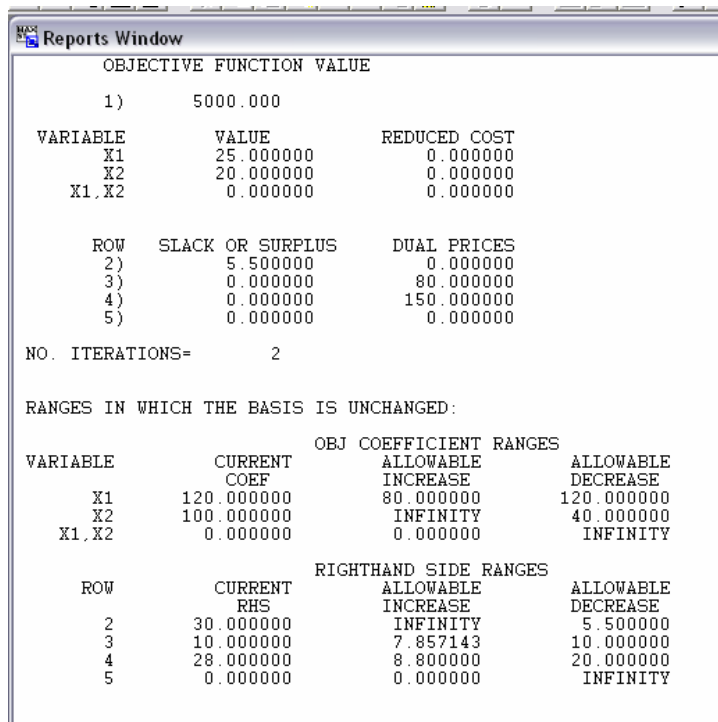 Reports Window
OBJECTIVE FUNCTION VALUE
1) 5000.000
VARIABLE VALUE REDUCED COST
X1 25.000000 0.000000
X2 20.000000 0.000000
X1,X2 0.000000 0.000000
ROW SLACK OR SURPLUS DUAL PRICES
2) 5.500000 0.000000
3) 0.000000 80.000000
4) 0.000000 150.000000
5) 0.000000 0.000000
NO. ITERATIONS= 2
RANGES IN WHICH THE BASIS IS UNCHANGED:
OBJ COEFFICIENT RANGES
VARIABLE CURRENT ALLOWABLE ALLOWABLE
COEF INCREASE DECREASE
X1 120.000000 80.000000 120.000000
X2 100.000000 INFINITY 40.000000
X1,X2 0.000000 0.000000 INFINITY
RIGHTHAND SIDE RANGES
ROW CURRENT ALLOWABLE ALLOWABLE
RHS INCREASE DECREASE
2 30.000000 INFINITY 5.500000
3 10.000000 7.857143 10.000000
4 28.000000 8.800000 20.000000
5 0.000000 0.000000 INFINITY